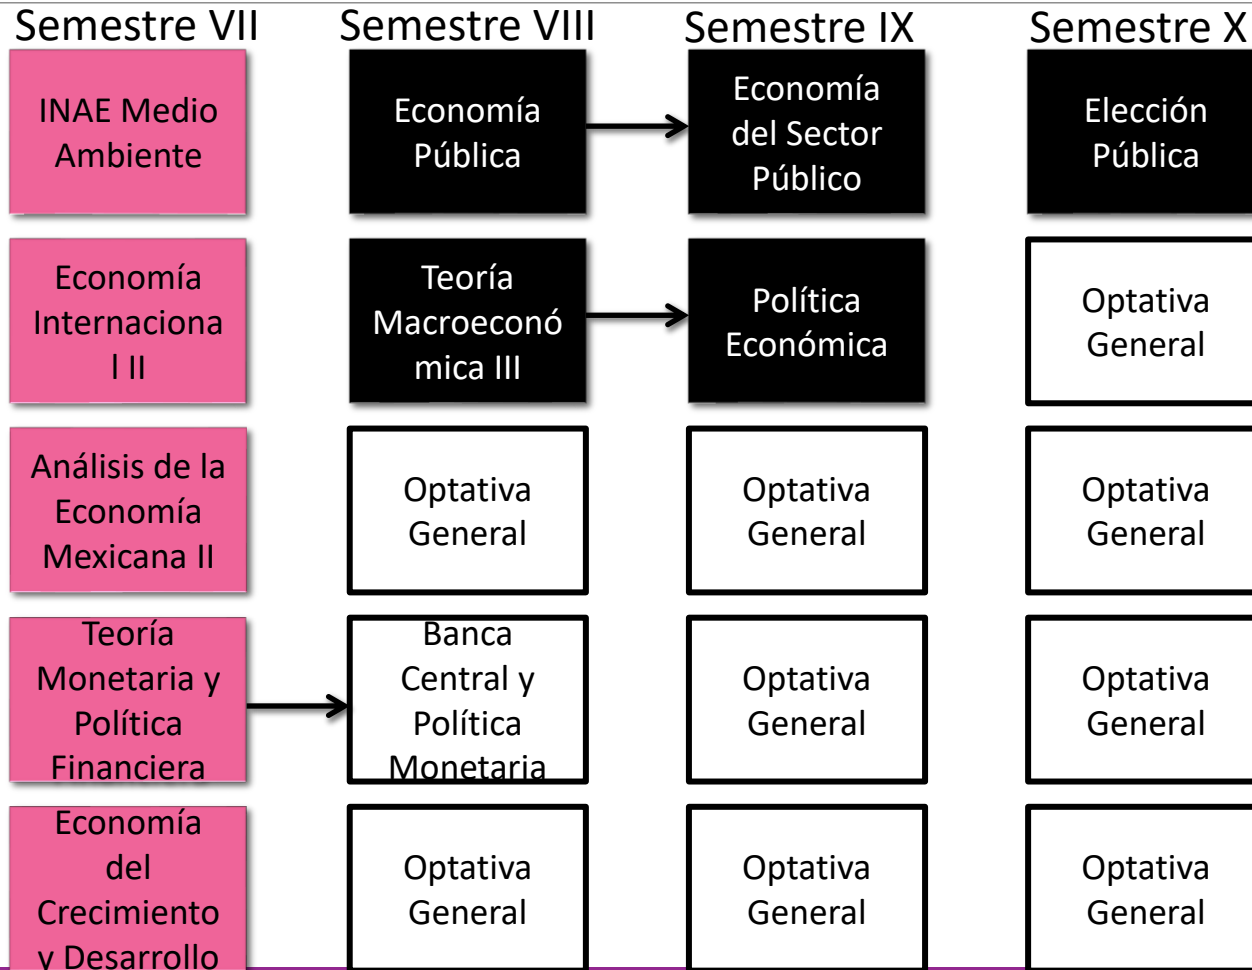 Semestre VII
Semestre VIII
Semestre IX
Semestre X
INAE Medio
Ambiente
Economía
Pública
Economía
del Sector
Público
Elección
Pública
Economía
Internaciona
l II
Teoría
Macroeconó
mica III
Política
Económica
Optativa
General
Análisis de la
Economía
Mexicana II
Optativa
General
Optativa
General
Optativa
General
Teoría
Monetaria y
Política
Financiera
Banca
Central y
Política
Monetaria
Optativa
General
Optativa
General
Economía
del
Crecimiento
y Desarrollo
Optativa
General
Optativa
General
Optativa
General